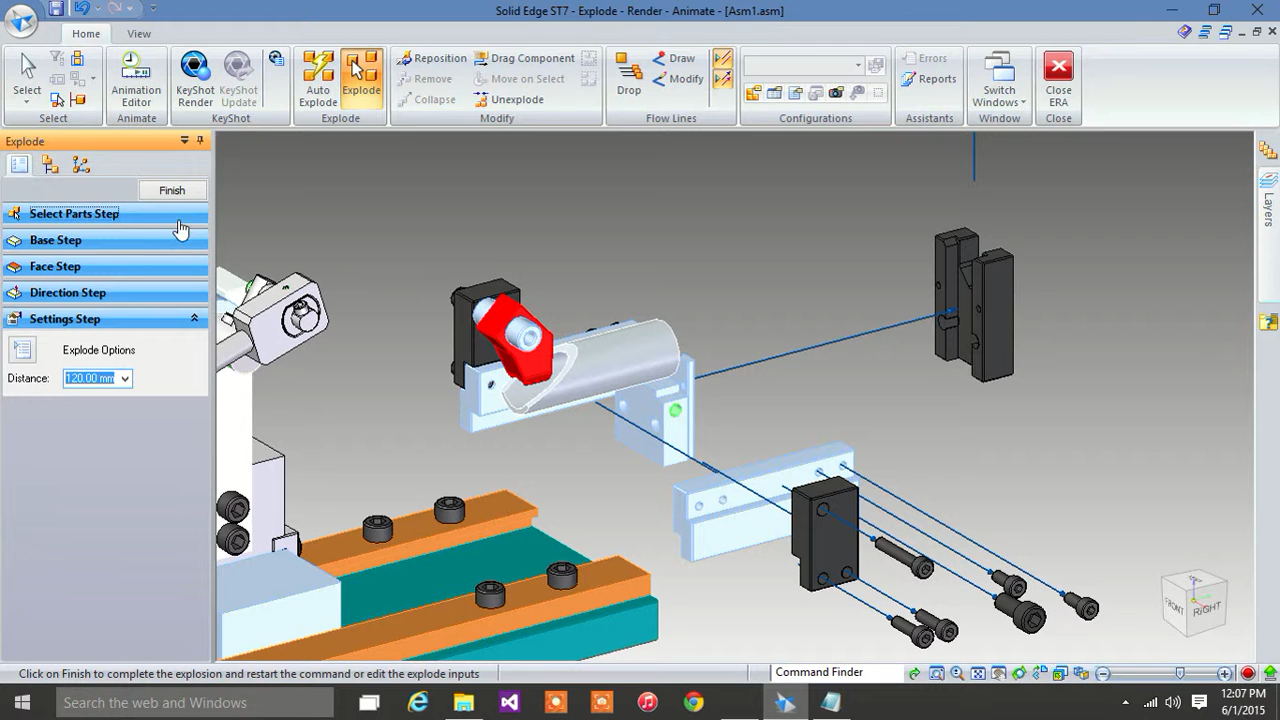 Solid Edge ST7 - Explode - Render - Animate - [Asm1.asm]
Home
View
Select
Animation Editor
KeyShot Render
KeyShot Update
Auto Explode
Explode
Reposition
Remove
Collapse
Drag Component
Move on Select
Unexplode
Drop
Draw
Modify
Errors
Reports
Switch Windows
Close ERA
Select
Animate
KeyShot
Explode
Modify
Flow Lines
Configurations
Assistants
Window
Close
Explode
Finish
Select Parts Step
Base Step
Face Step
Direction Step
Settings Step
Explode Options
Distance: 120.00 mm
Layers
FRONT
RIGHT
Click on Finish to complete the explosion and restart the command or edit the explode inputs
Command Finder
Search the web and Windows
12:07 PM
6/1/2015